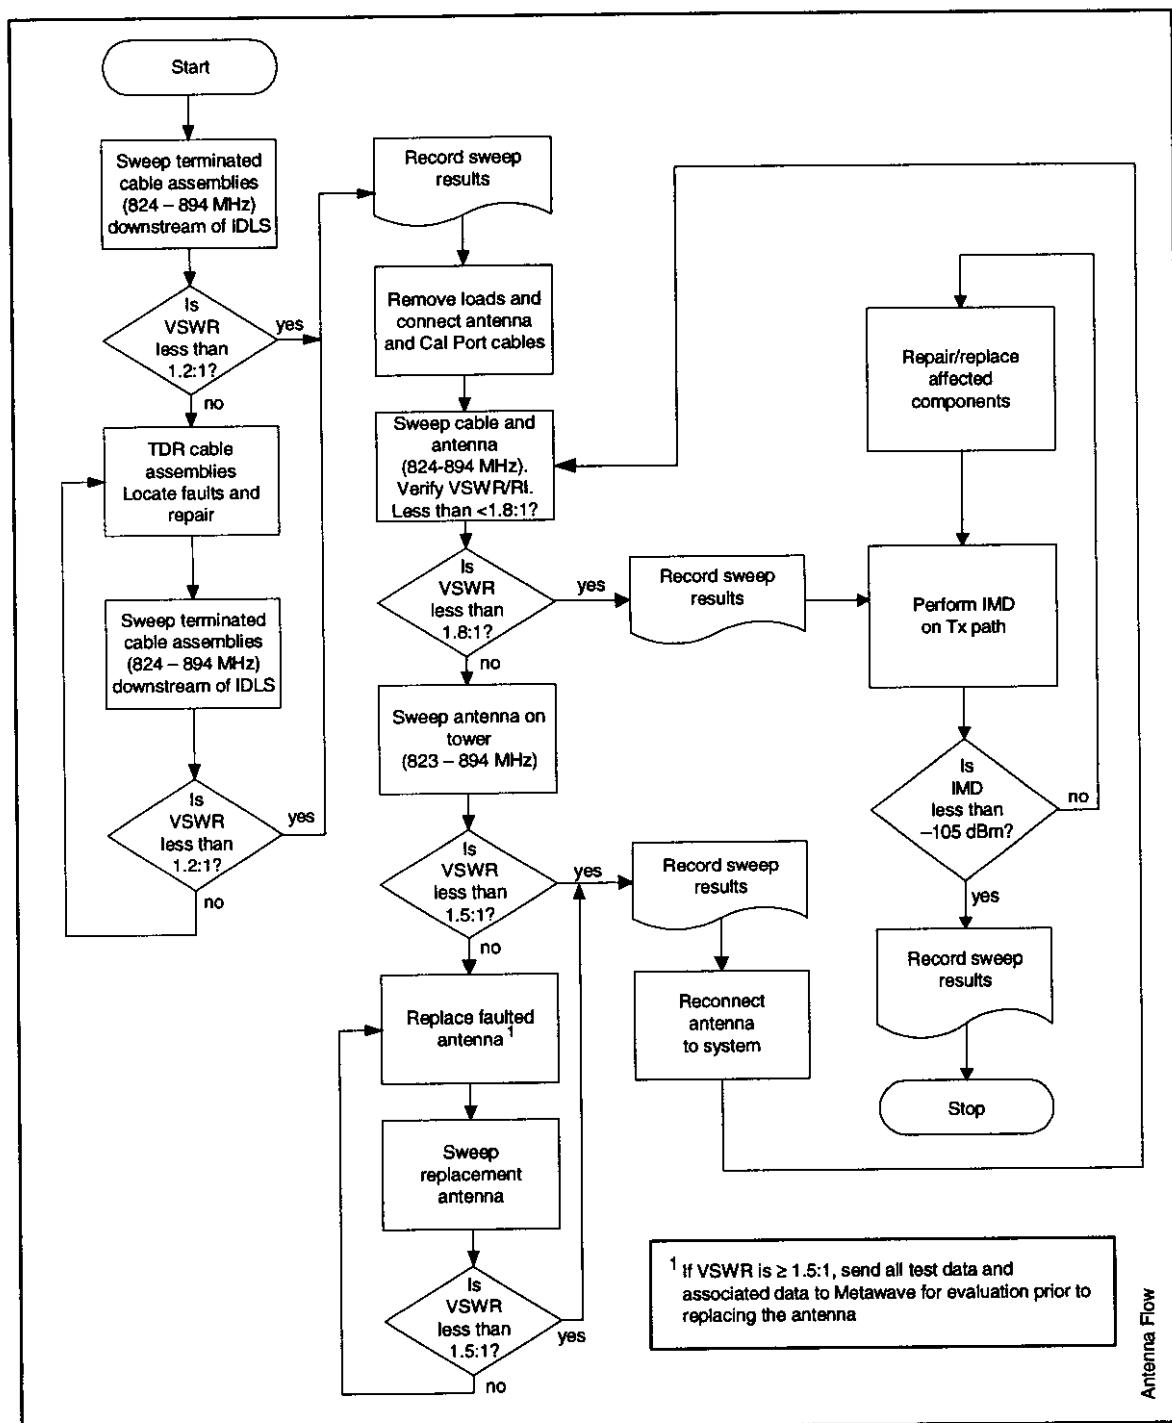 Start
Sweep terminated
cable assemblies
(824 – 894 MHz)
downstream of IDLS
Is
VSWR
less than
1.2:1?
yes
no
TDR cable
assemblies
Locate faults and
repair
Sweep terminated
cable assemblies
(824 – 894 MHz)
downstream of IDLS
Is
VSWR
less than
1.2:1?
yes
no
Record sweep
results
Remove loads and
connect antenna
and Cal Port cables
Sweep cable and
antenna
(824-894 MHz).
Verify VSWR/Rl.
Less than <1.8:1?
Is
VSWR
less than
1.8:1?
yes
no
Sweep antenna on
tower
(823 – 894 MHz)
Is
VSWR
less than
1.5:1?
yes
no
Replace faulted
antenna 1
Sweep
replacement
antenna
Is
VSWR
less than
1.5:1?
yes
no
Record sweep
results
Record sweep
results
Reconnect
antenna
to system
Repair/replace
affected
components
Perform IMD
on Tx path
Is
IMD
less than
–105 dBm?
no
yes
Record sweep
results
Stop
1 If VSWR is ≥ 1.5:1, send all test data and
associated data to Metawave for evaluation prior to
replacing the antenna
Antenna Flow